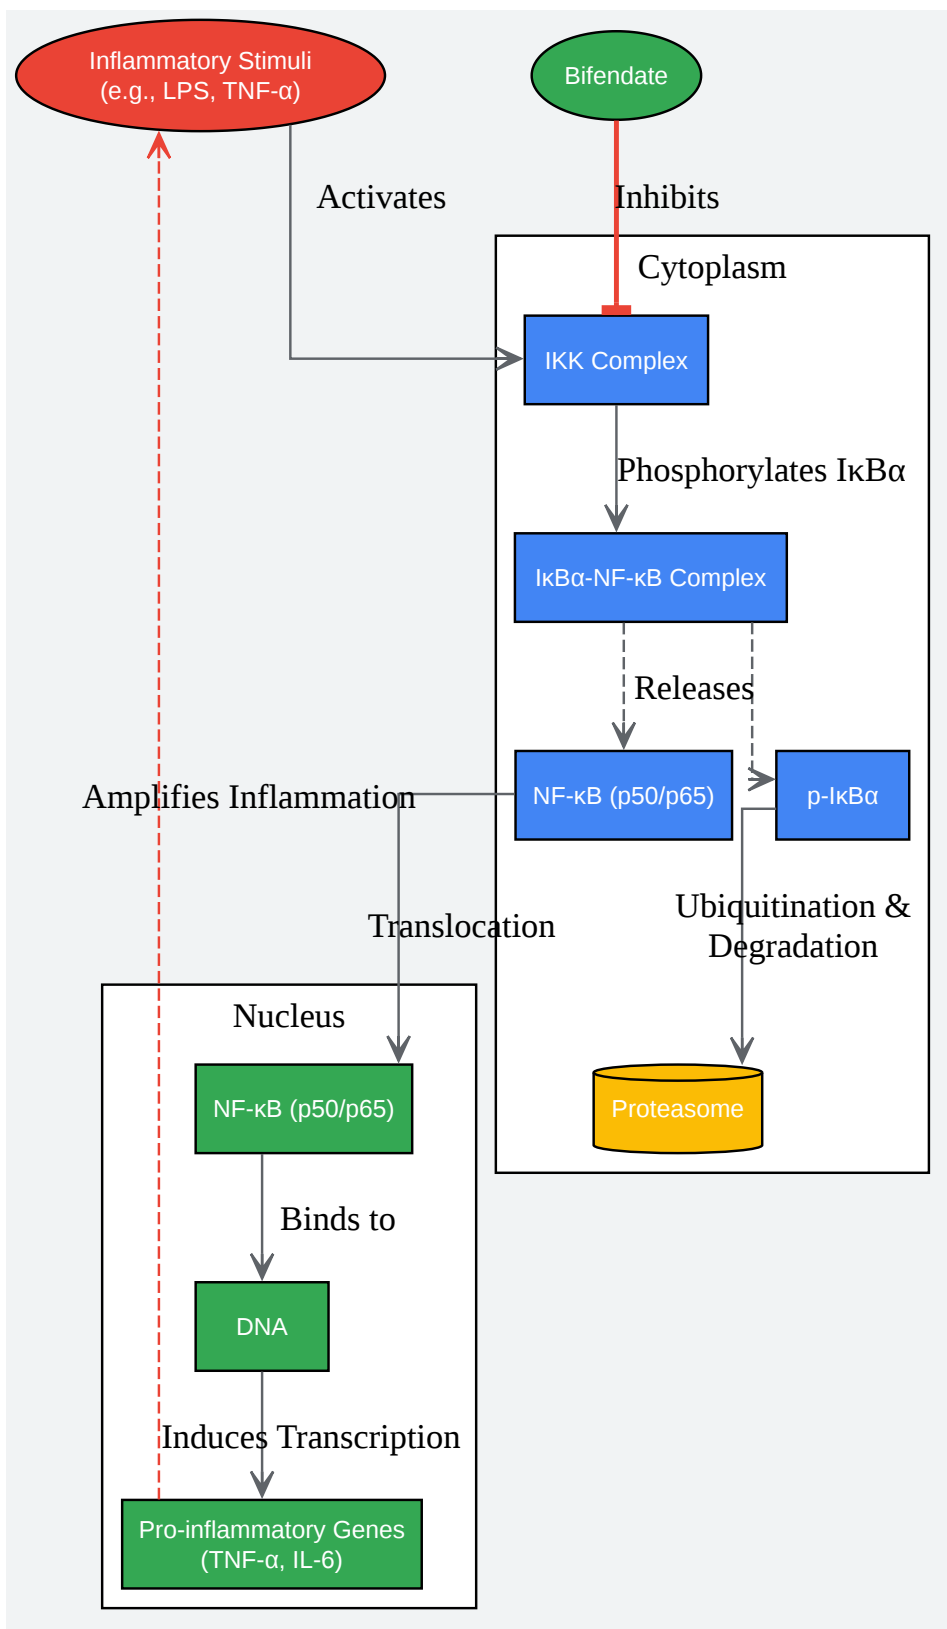 Inflammatory Stimuli
(e.g., LPS, TNF-α)
Bifendate
Activates
Inhibits
Cytoplasm
IKK Complex
Phosphorylates IκBα
IκBα-NF-κB Complex
Releases
NF-κB (p50/p65)
p-IκBα
Amplifies Inflammation
Ubiquitination &
Degradation
Translocation
Nucleus
NF-κB (p50/p65)
Proteasome
Binds to
DNA
Induces Transcription
Pro-inflammatory Genes
(TNF-α, IL-6)